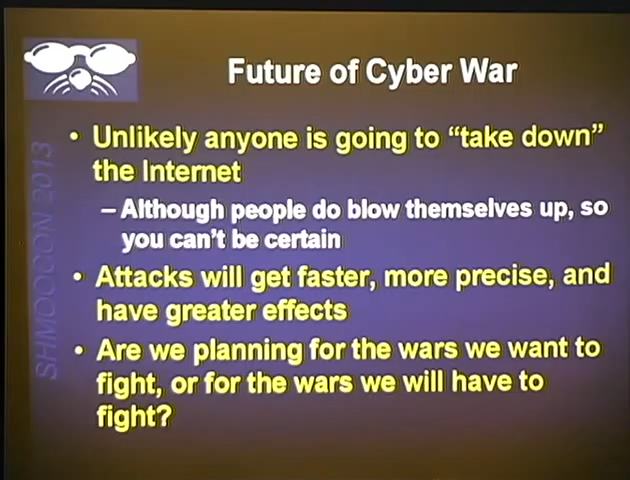 Future of Cyber War
SHMOOCON 2013
• Unlikely anyone is going to “take down”
the Internet
– Although people do blow themselves up, so
you can't be certain
• Attacks will get faster, more precise, and
have greater effects
• Are we planning for the wars we want to
fight, or for the wars we will have to
fight?